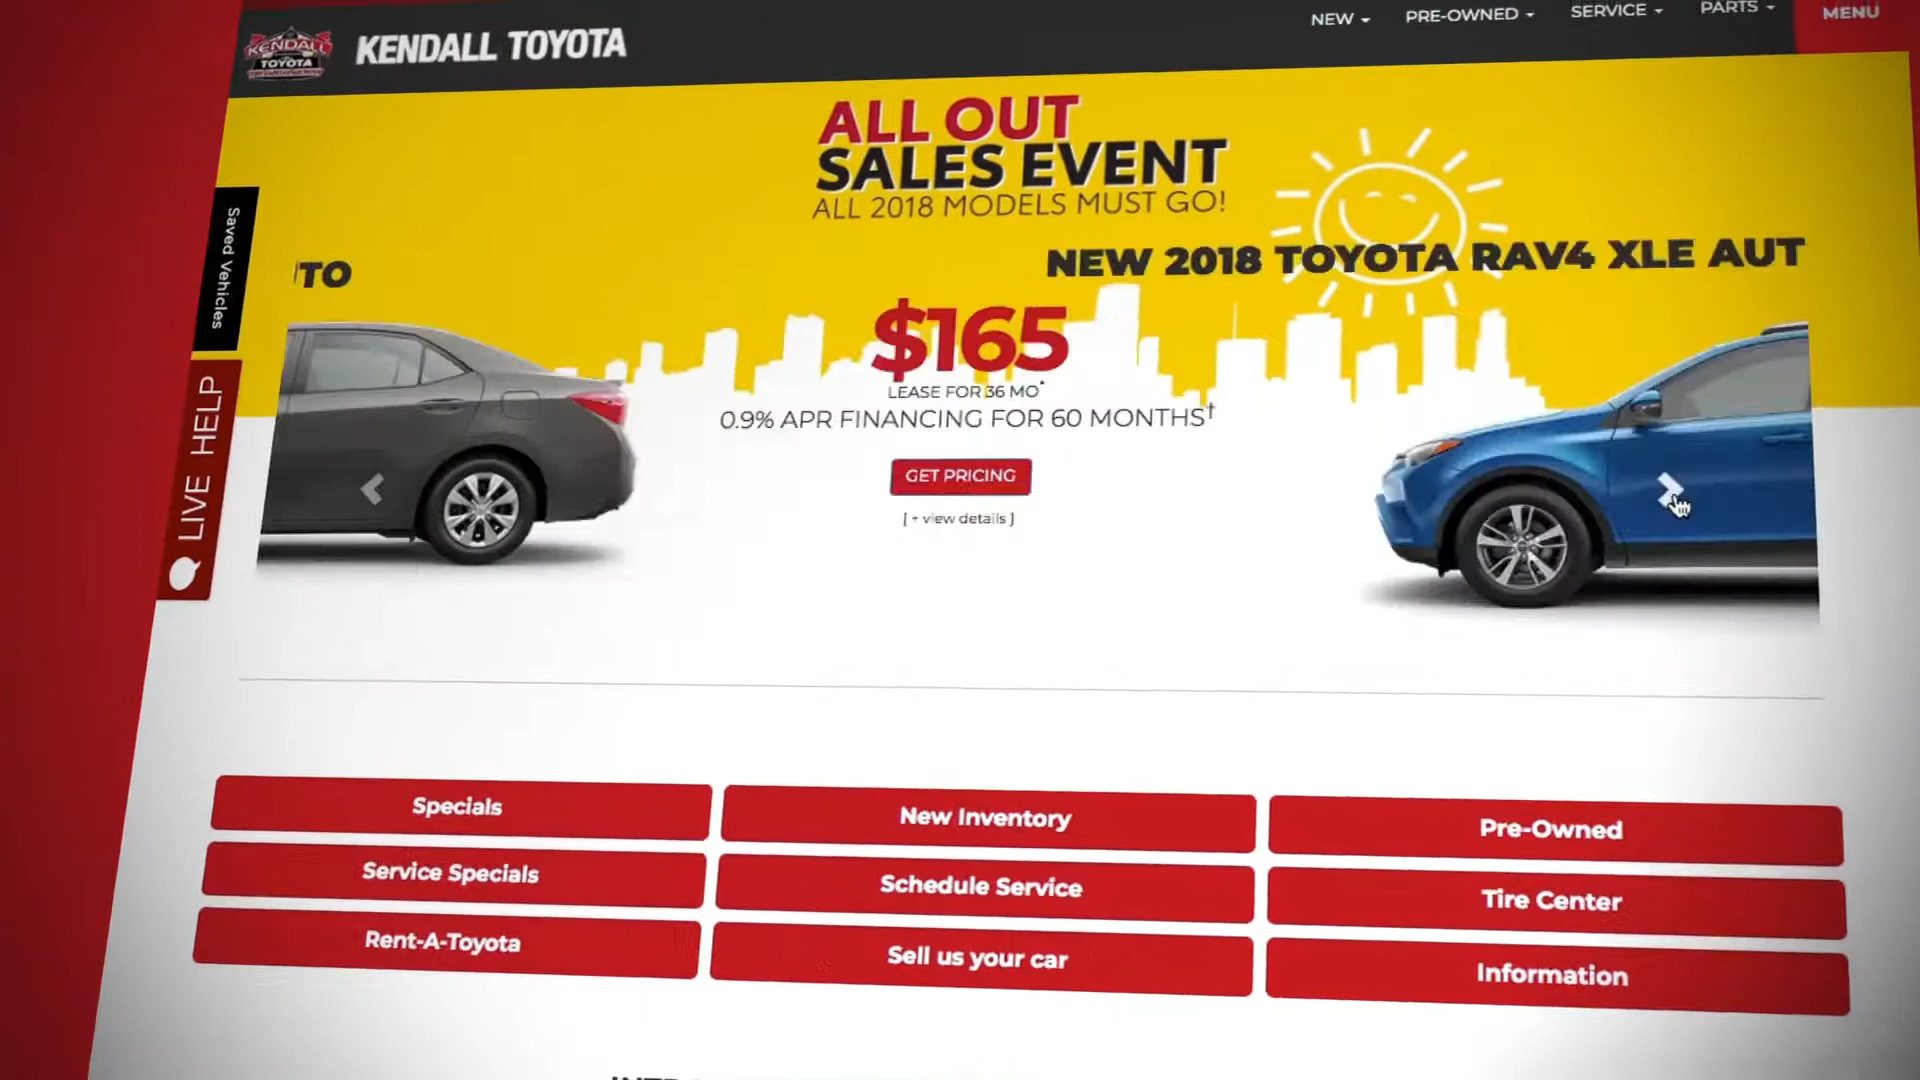 KENDALL
TOYOTA
KENDALL TOYOTA
NEW
PRE-OWNED
SERVICE
PARTS
MENU
ALL OUT
SALES EVENT
ALL 2018 MODELS MUST GO!
Saved Vehicles
LIVE HELP
TO
NEW 2018 TOYOTA RAV4 XLE AUT
$165
LEASE FOR 36 MO*
0.9% APR FINANCING FOR 60 MONTHS†
GET PRICING
[ + view details ]
Specials
New Inventory
Pre-Owned
Service Specials
Schedule Service
Tire Center
Rent-A-Toyota
Sell us your car
Information